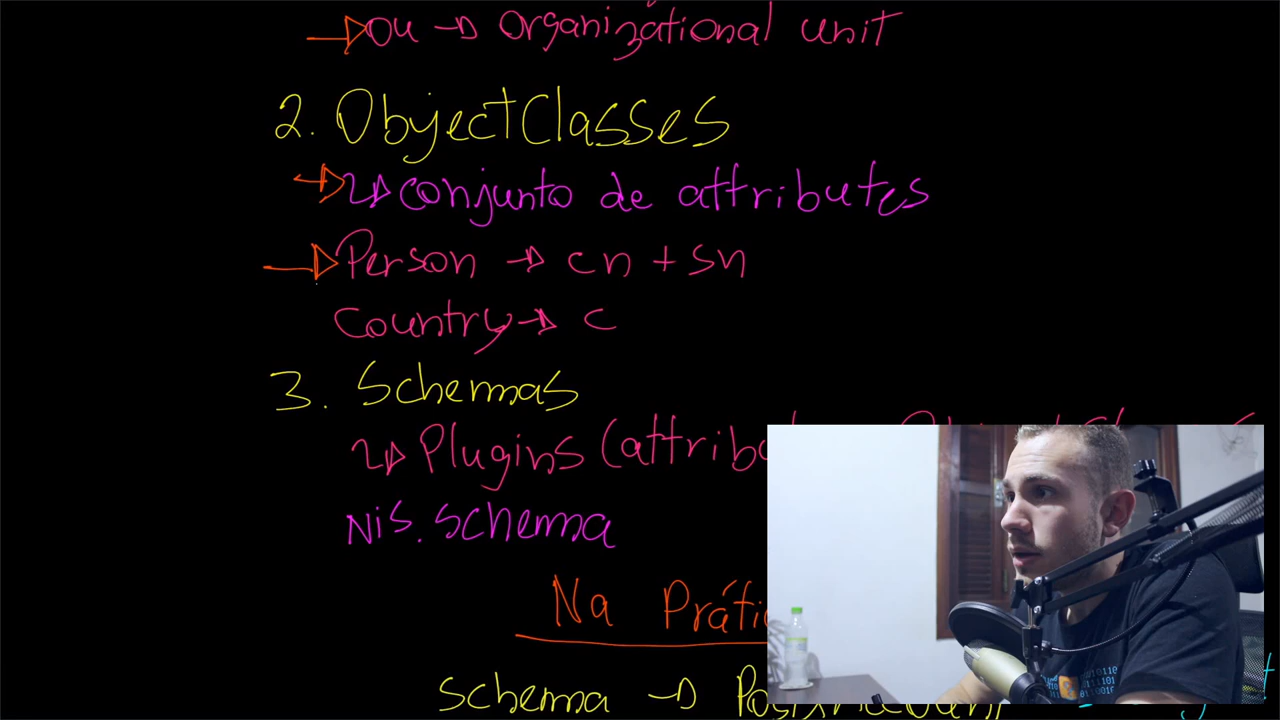 → ou → organizational unit
2. ObjectClasses
→ ↳ conjunto de attributes
→ Person → cn + sn
Country → c
3. Schemas
↳ Plugins (attrib
Nis.schema
Na Práti
schema →